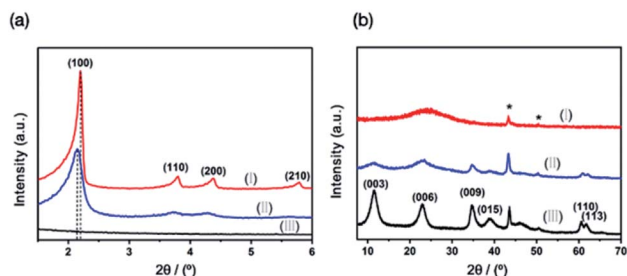 (a)
(100)
(110)
(200)
(210)
(I)
(II)
(III)
Intensity (a.u.)
2
3
4
5
6
2θ / (º)
(b)
*
*
(I)
(II)
(003)
(006)
(009)
(015)
(III)
(110)
(113)
Intensity (a.u.)
10
20
30
40
50
60
70
2θ / (º)